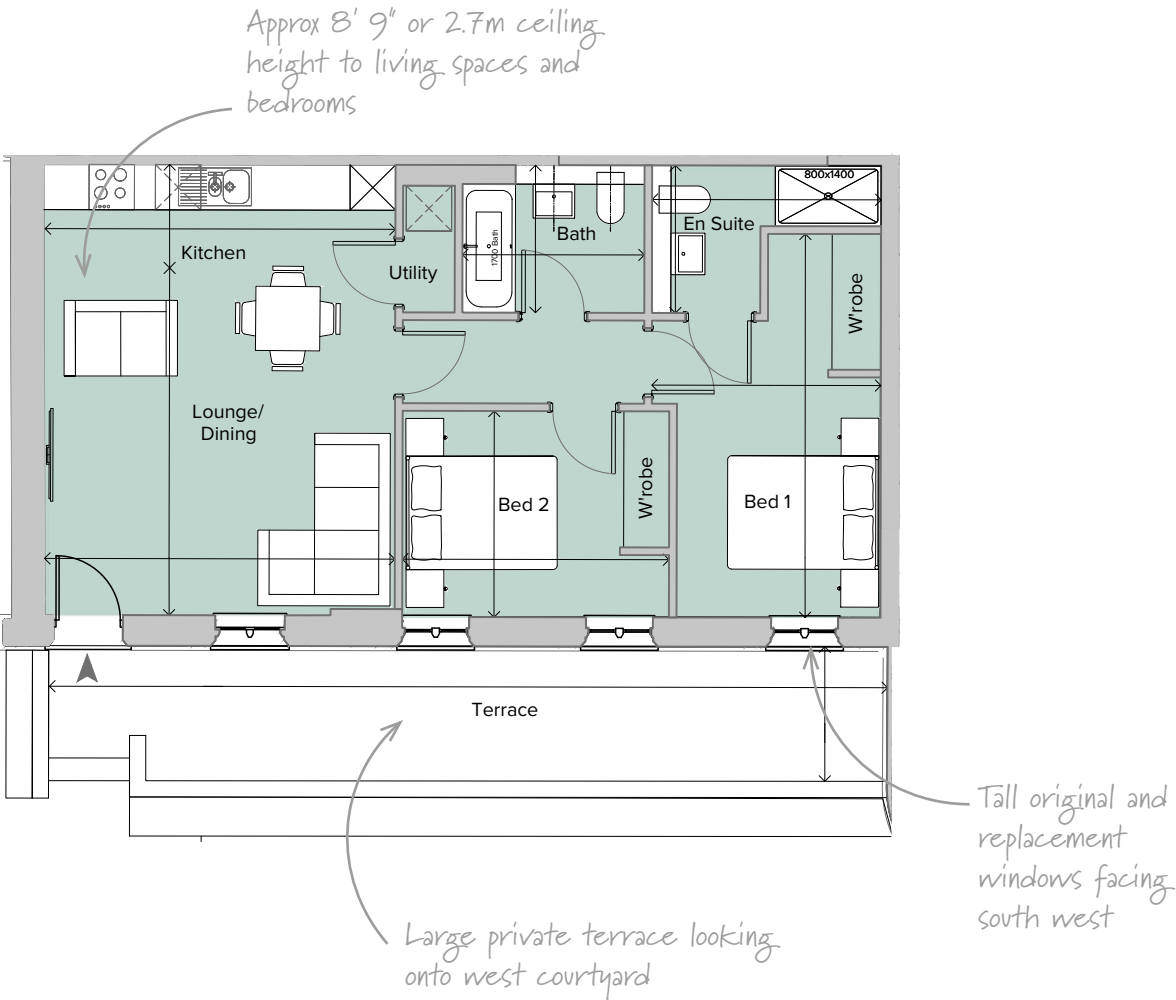 Approx 8' 9" or 2.7m ceiling
height to living spaces and
bedrooms
800x1400
Kitchen
Utility
1700 Bath
Bath
En Suite
W'robe
Lounge/
Dining
Bed 2
W'robe
Bed 1
Terrace
Tall original and
replacement
windows facing
south west
Large private terrace looking
onto west courtyard